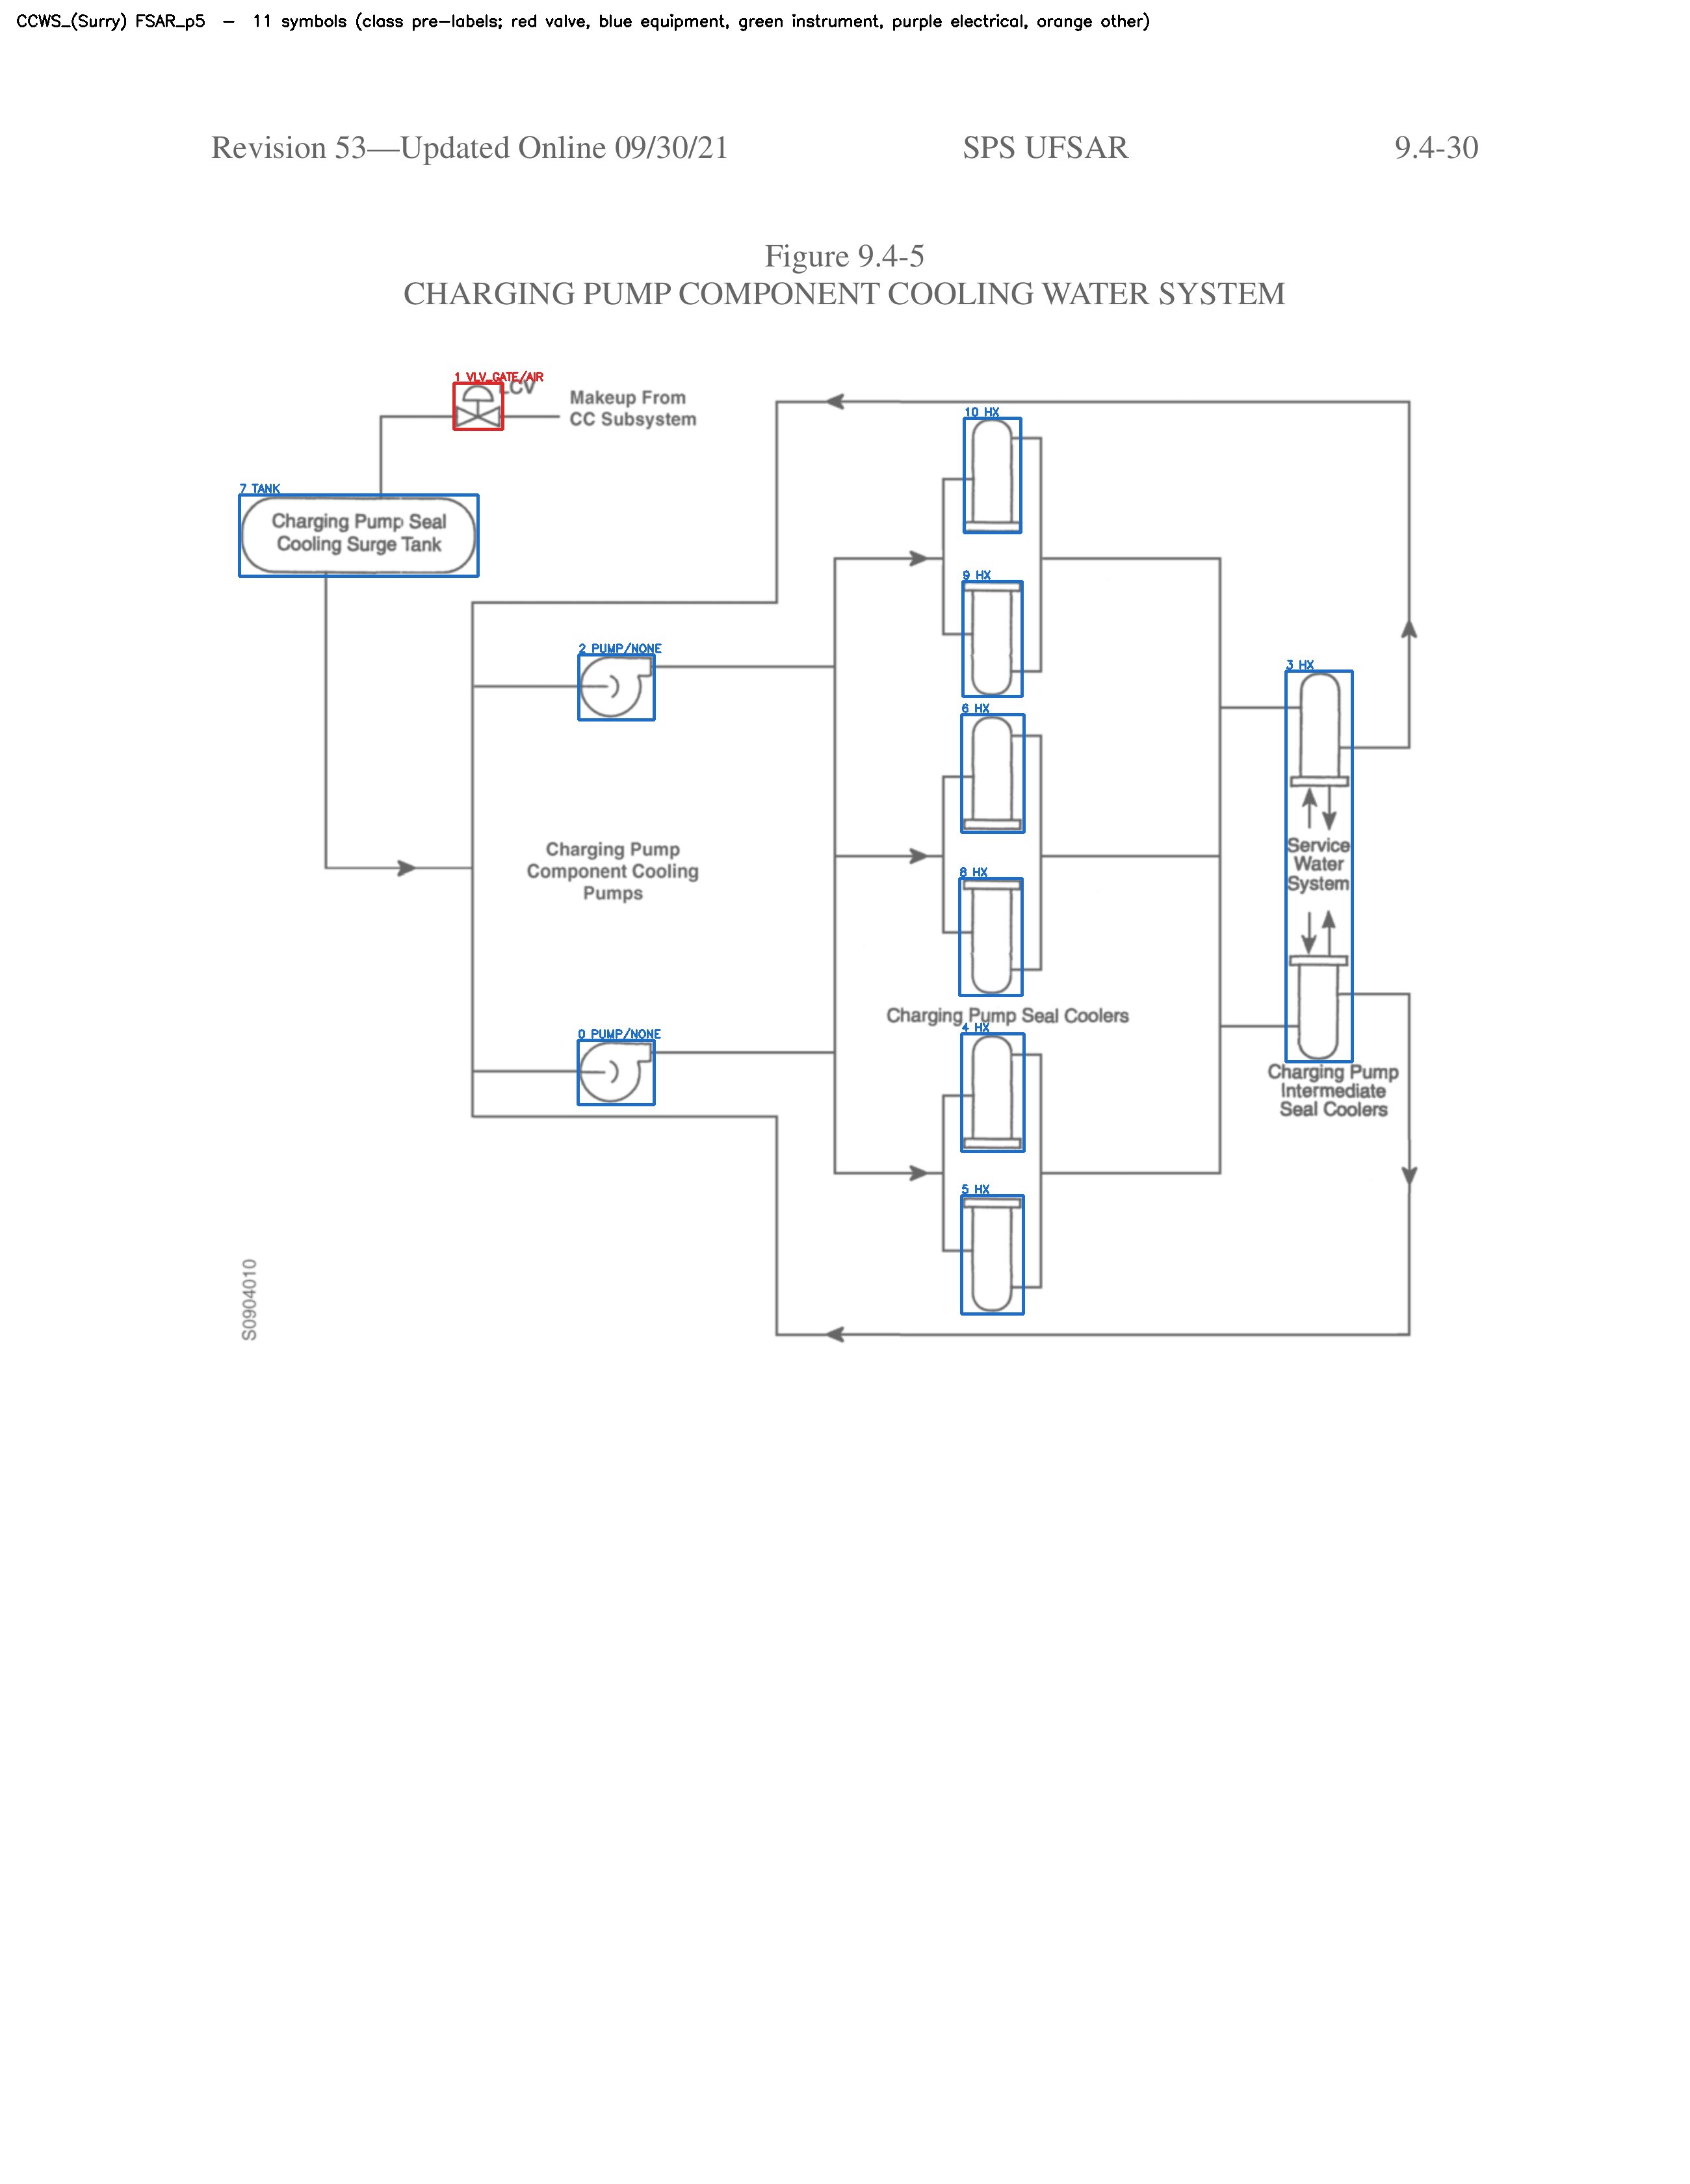 CCWS_(Surry) FSAR_p5 — 11 symbols (class pre-labels; red valve, blue equipment, green instrument, purple electrical, orange other)
Revision 53—Updated Online 09/30/21 SPS UFSAR 9.4-30
Figure 9.4-5
CHARGING PUMP COMPONENT COOLING WATER SYSTEM
1 VLV_GATE/AIR
LCV
Makeup From
CC Subsystem
10 HX
7 TANK
Charging Pump Seal
Cooling Surge Tank
9 HX
2 PUMP/NONE
3 HX
6 HX
Service
Water
System
Charging Pump
Component Cooling
Pumps
8 HX
Charging Pump Seal Coolers
4 HX
0 PUMP/NONE
Charging Pump
Intermediate
Seal Coolers
5 HX
S0904010